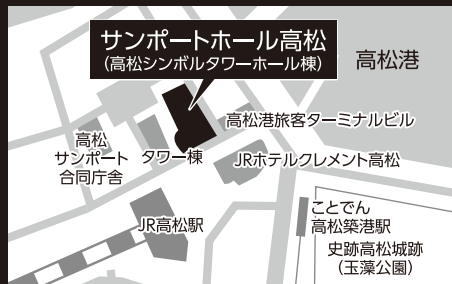 サンポートホール高松
（高松シンボルタワーホール棟）
高松港
高松港旅客ターミナルビル
高松
サンポート
合同庁舎
タワー棟
JRホテルクレメント高松
JR高松駅
ことでん
高松築港駅
史跡高松城跡
（玉藻公園）